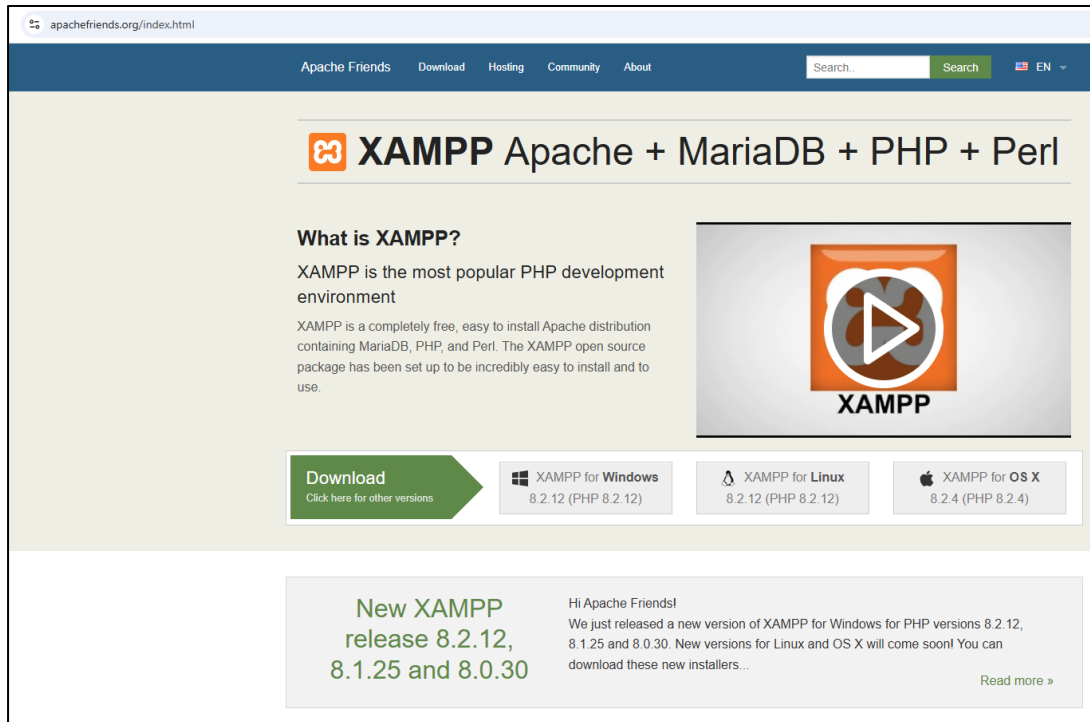 apachefriends.org/index.html
Apache Friends Download Hosting Community About Search.. Search EN
XAMPP Apache + MariaDB + PHP + Perl
What is XAMPP?
XAMPP is the most popular PHP development
environment
XAMPP is a completely free, easy to install Apache distribution
containing MariaDB, PHP, and Perl. The XAMPP open source
package has been set up to be incredibly easy to install and to
use.
XAMPP
Download
Click here for other versions
XAMPP for Windows
8.2.12 (PHP 8.2.12)
XAMPP for Linux
8.2.12 (PHP 8.2.12)
XAMPP for OS X
8.2.4 (PHP 8.2.4)
New XAMPP
release 8.2.12,
8.1.25 and 8.0.30
Hi Apache Friends!
We just released a new version of XAMPP for Windows for PHP versions 8.2.12,
8.1.25 and 8.0.30. New versions for Linux and OS X will come soon! You can
download these new installers...
Read more »